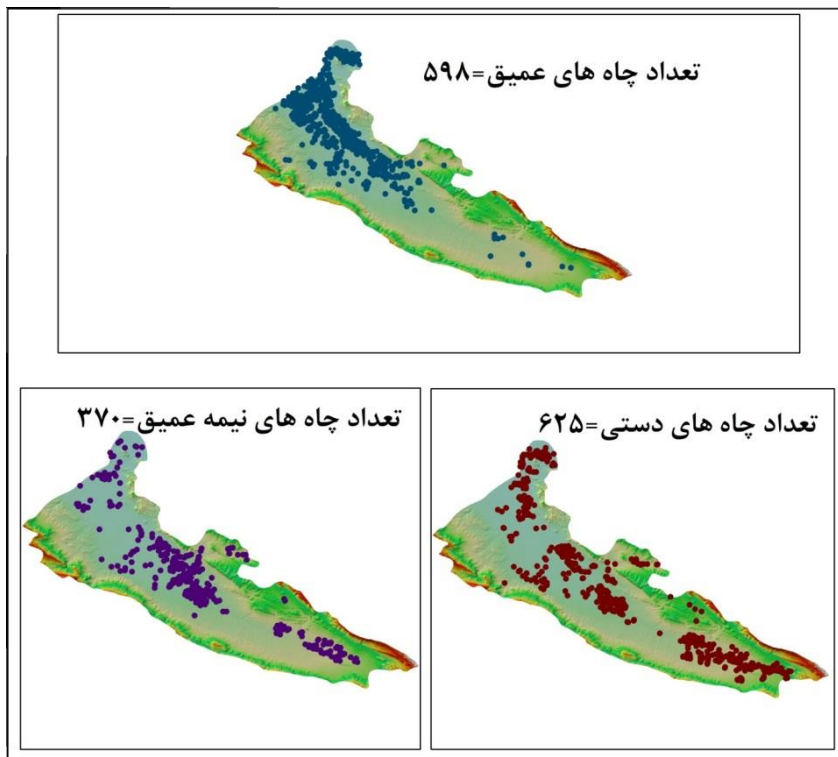 تعداد چاه های عمیق=۵۹۸
تعداد چاه های دستی=۶۲۵
تعداد چاه های نیمه عمیق=۳۷۰